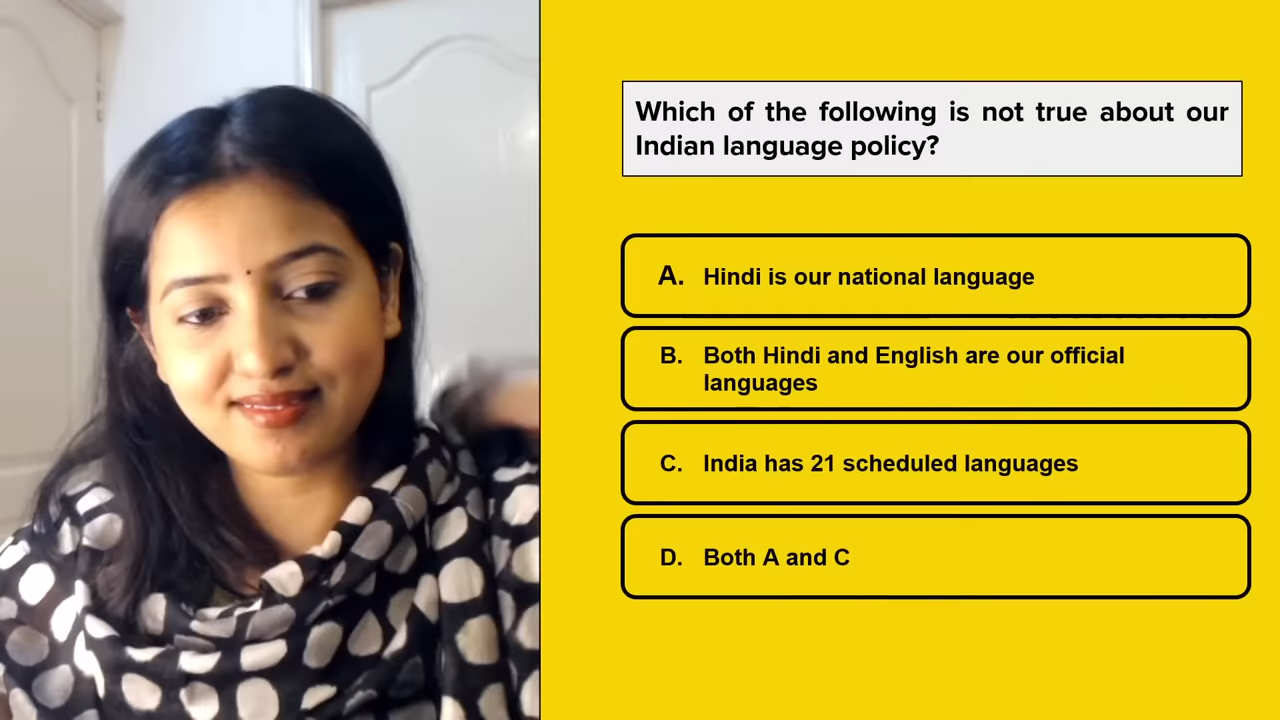 Which of the following is not true about our
Indian language policy?
A. Hindi is our national language
B. Both Hindi and English are our official
languages
C. India has 21 scheduled languages
D. Both A and C